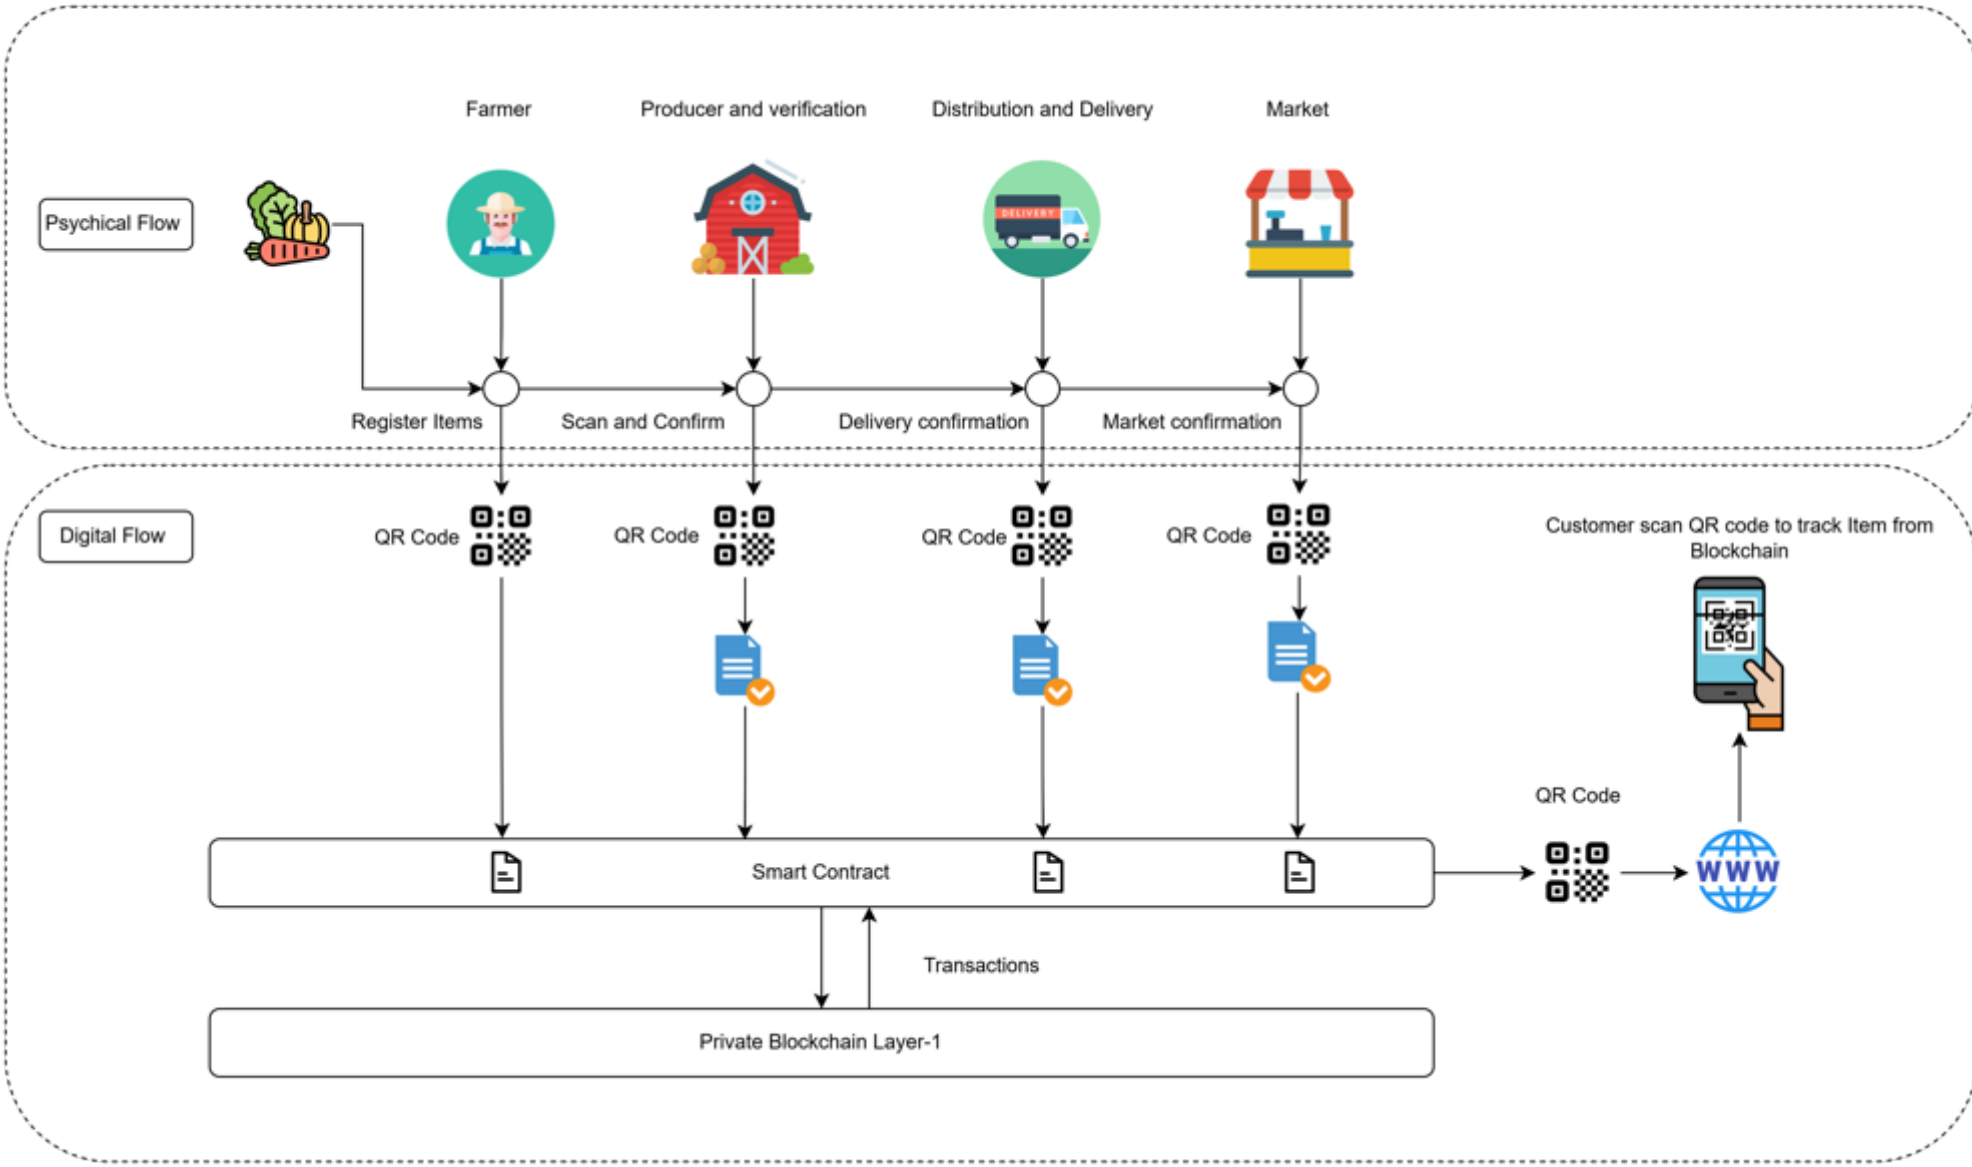 Farmer
Producer and verification
Distribution and Delivery
Market
Psychical Flow
DELIVERY
Register Items
Scan and Confirm
Delivery confirmation
Market confirmation
Digital Flow
QR Code
QR Code
QR Code
QR Code
Customer scan QR code to track Item from
Blockchain
QR Code
Smart Contract
WWW
Transactions
Private Blockchain Layer-1